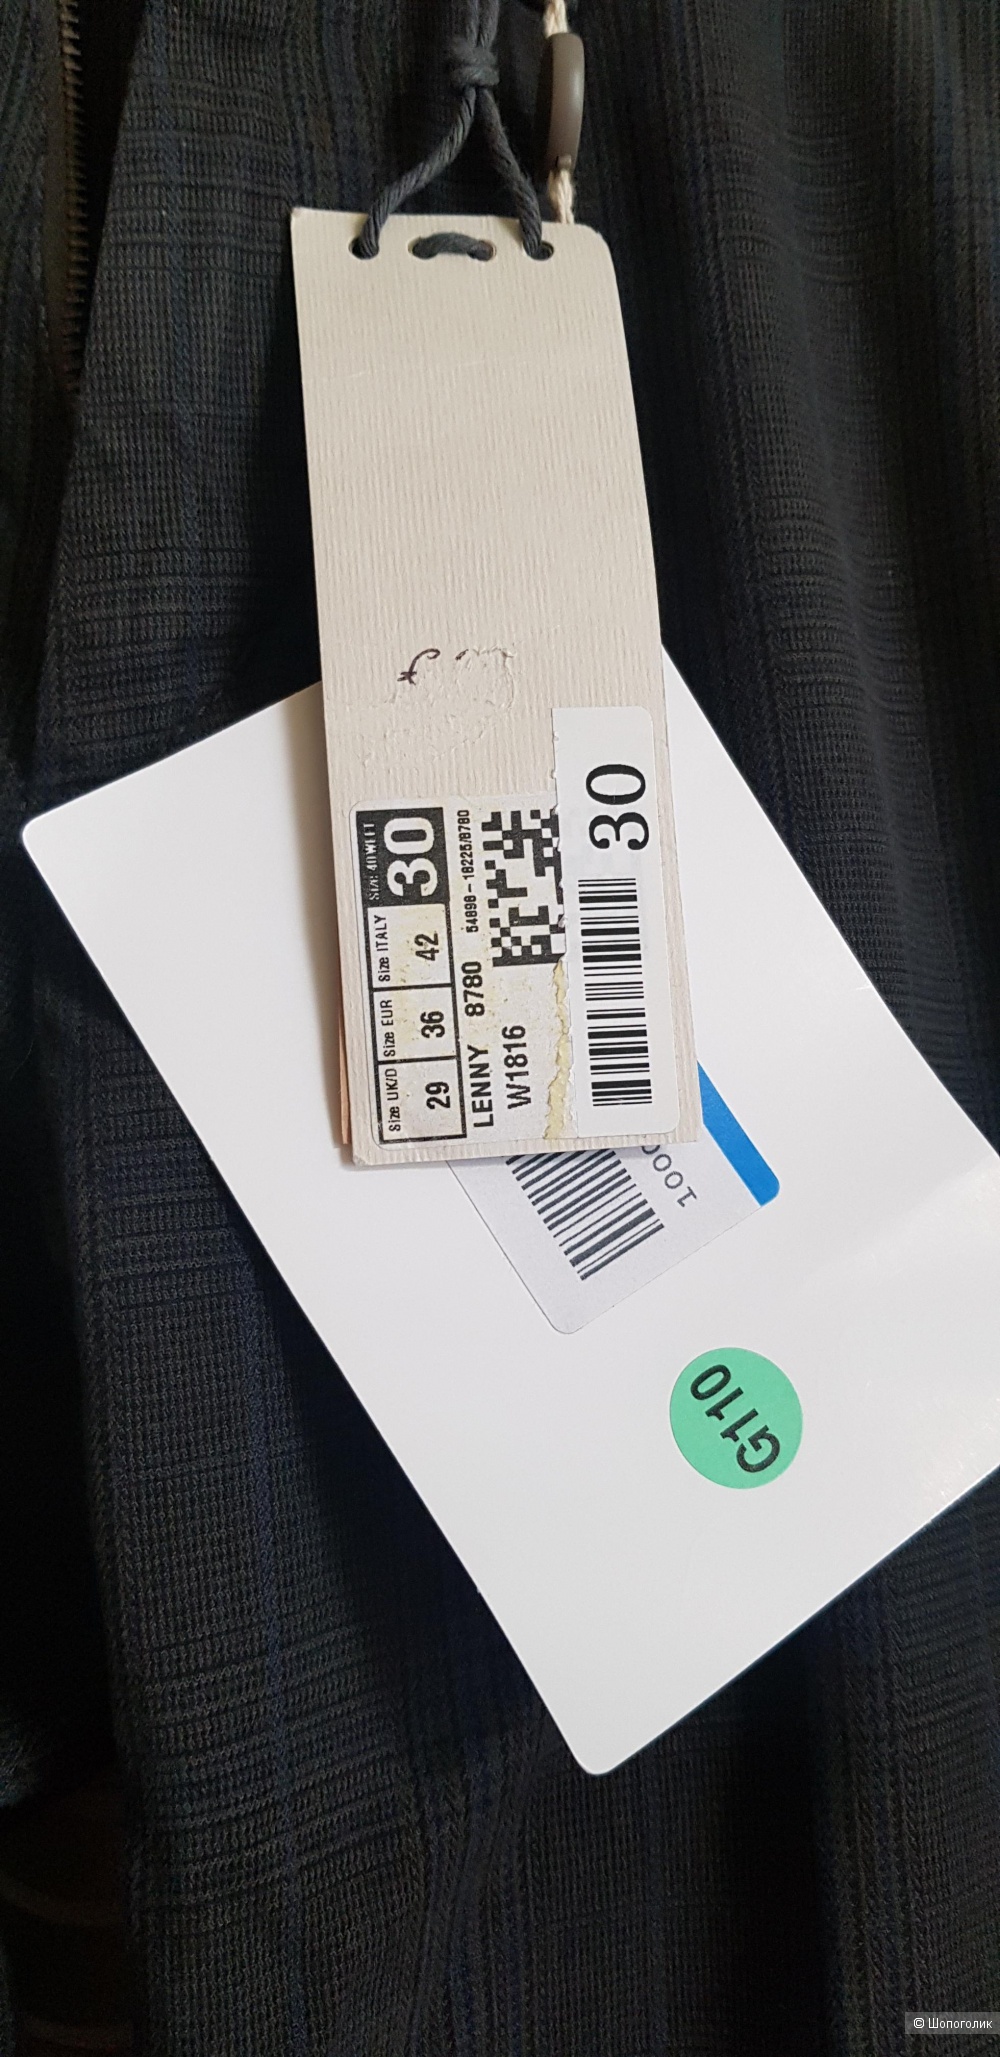 Size UK/D Size EUR Size ITALY Size 40WEFT
29 36 42 30
LENNY 8780 54898-18225/8780
W1816
30
1000
G110
© Шопоголик